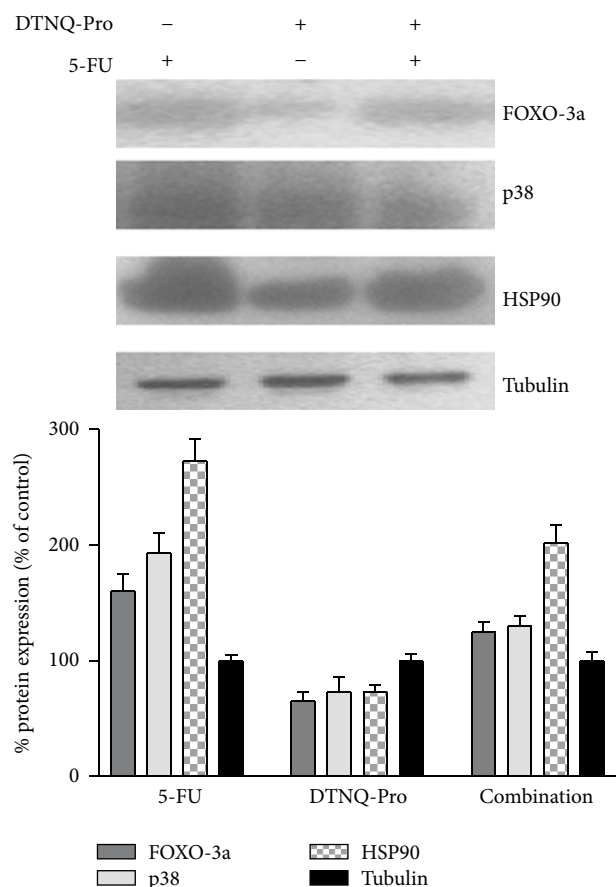 DTNQ-Pro – + +
5-FU + – +
FOXO-3a
p38
HSP90
Tubulin
% protein expression (% of control)
300
200
100
0
5-FU DTNQ-Pro Combination
FOXO-3a HSP90
p38 Tubulin